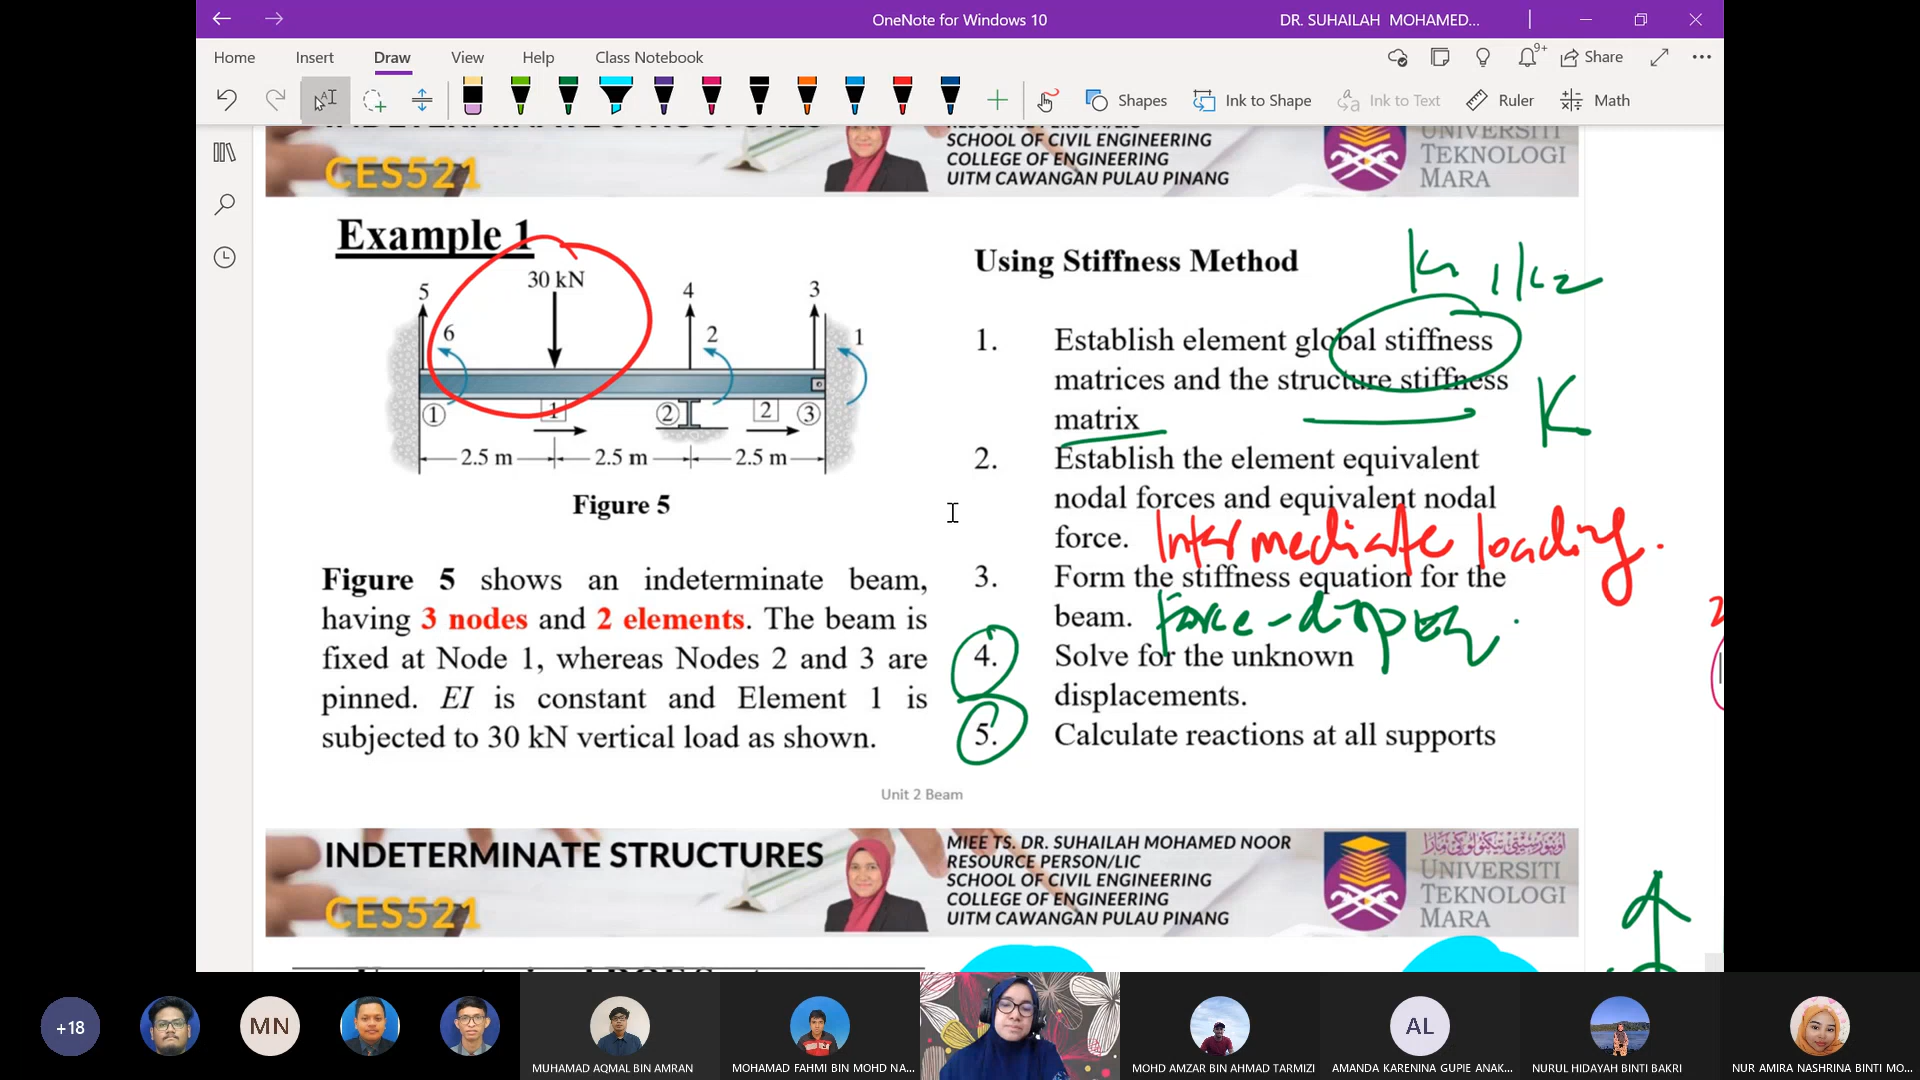 OneNote for Windows 10
DR. SUHAILAH MOHAMED...
Home Insert Draw View Help Class Notebook
9+ Share
Shapes Ink to Shape Ink to Text Ruler Math
CES521
SCHOOL OF CIVIL ENGINEERING
COLLEGE OF ENGINEERING
UITM CAWANGAN PULAU PINANG
UNIVERSITI
TEKNOLOGI
MARA
Example 1
30 kN
5 4 3
6 2 1
1 1 2 2 3
2.5 m 2.5 m 2.5 m
Figure 5
Figure 5 shows an indeterminate beam,
having 3 nodes and 2 elements. The beam is
fixed at Node 1, whereas Nodes 2 and 3 are
pinned. EI is constant and Element 1 is
subjected to 30 kN vertical load as shown.
Using Stiffness Method
1. Establish element global stiffness
matrices and the structure stiffness
matrix
K
2. Establish the element equivalent
nodal forces and equivalent nodal
force. Intermediate loading.
3. Form the stiffness equation for the
beam. Force-
4. Solve for the unknown
displacements.
5. Calculate reactions at all supports
Unit 2 Beam
INDETERMINATE STRUCTURES
CES521
MIEE TS. DR. SUHAILAH MOHAMED NOOR
RESOURCE PERSON/LIC
SCHOOL OF CIVIL ENGINEERING
COLLEGE OF ENGINEERING
UITM CAWANGAN PULAU PINANG
UNIVERSITI
TEKNOLOGI
MARA
+18
MN
AL
MUHAMAD AQMAL BIN AMRAN
MOHAMAD FAHMI BIN MOHD NA...
MOHD AMZAR BIN AHMAD TARMIZI
AMANDA KARENINA GUPIE ANAK...
NURUL HIDAYAH BINTI BAKRI
NUR AMIRA NASHRINA BINTI MO...